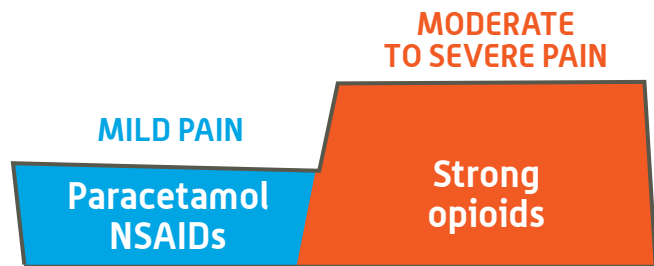 MODERATE
TO SEVERE PAIN
MILD PAIN
Paracetamol
NSAIDs
Strong
opioids